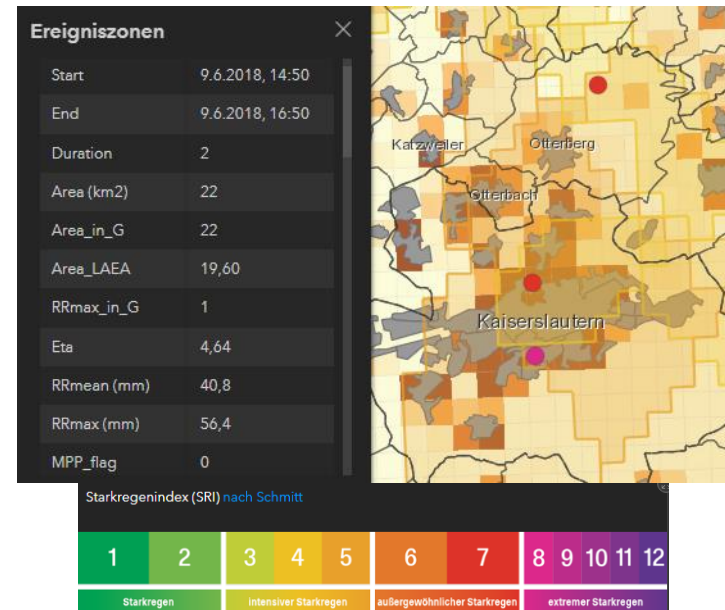 Ereigniszonen
Start 9.6.2018, 14:50
End 9.6.2018, 16:50
Duration 2
Area (km2) 22
Area_in_G 22
Area_LAEA 19,60
RRmax_in_G 1
Eta 4,64
RRmean (mm) 40,8
RRmax (mm) 56,4
MPP_flag 0
Katzweiler
Otterberg
Otterbach
Kaiserslautern
Starkregenindex (SRI) nach Schmitt
1 2 3 4 5 6 7 8 9 10 11 12
Starkregen intensiver Starkregen außergewöhnlicher Starkregen extremer Starkregen